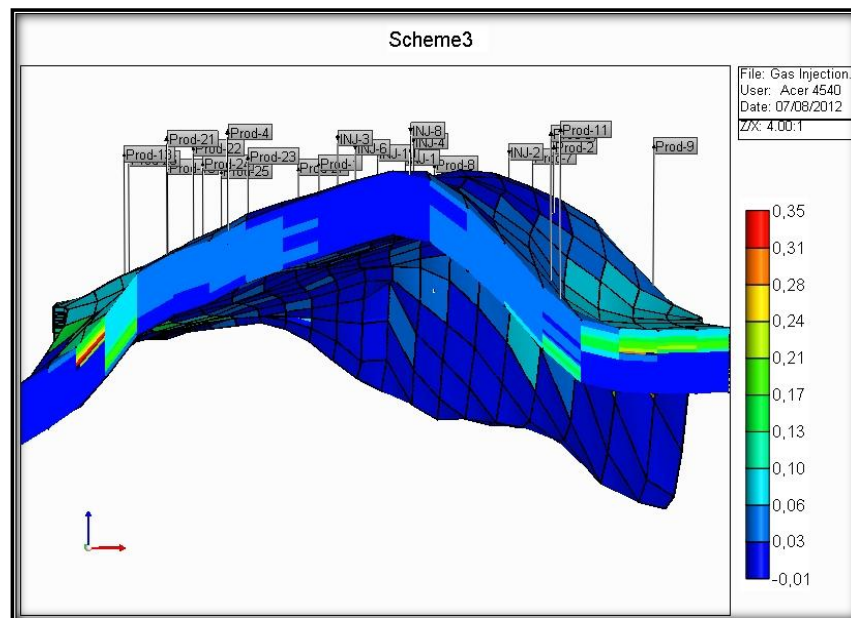 Scheme3
File: Gas Injection.
User: Acer 4540
Date: 07/08/2012
Z/X: 4.00:1
Prod-21
Prod-4
INJ-3
INJ-8
Prod-11
INJ-4
Prod-9
Prod-22
INJ-6
INJ-2
Prod-2
Prod-23
INJ-1
Prod-8
Prod-7
Prod-25
0,35
0,31
0,28
0,24
0,21
0,17
0,13
0,10
0,06
0,03
-0,01